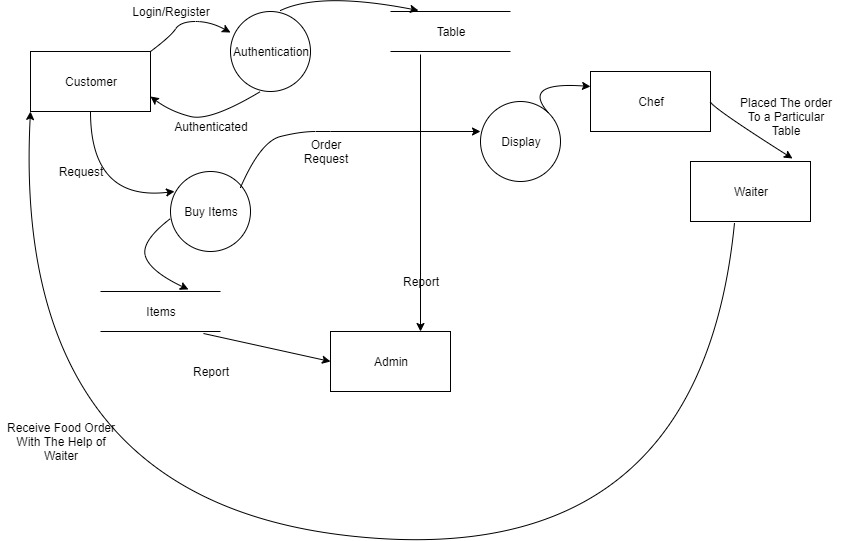 Login/Register
Authentication
Table
Customer
Authenticated
Chef
Placed The order
To a Particular
Table
Order
Request
Display
Request
Buy Items
Waiter
Report
Items
Report
Admin
Receive Food Order
With The Help of
Waiter